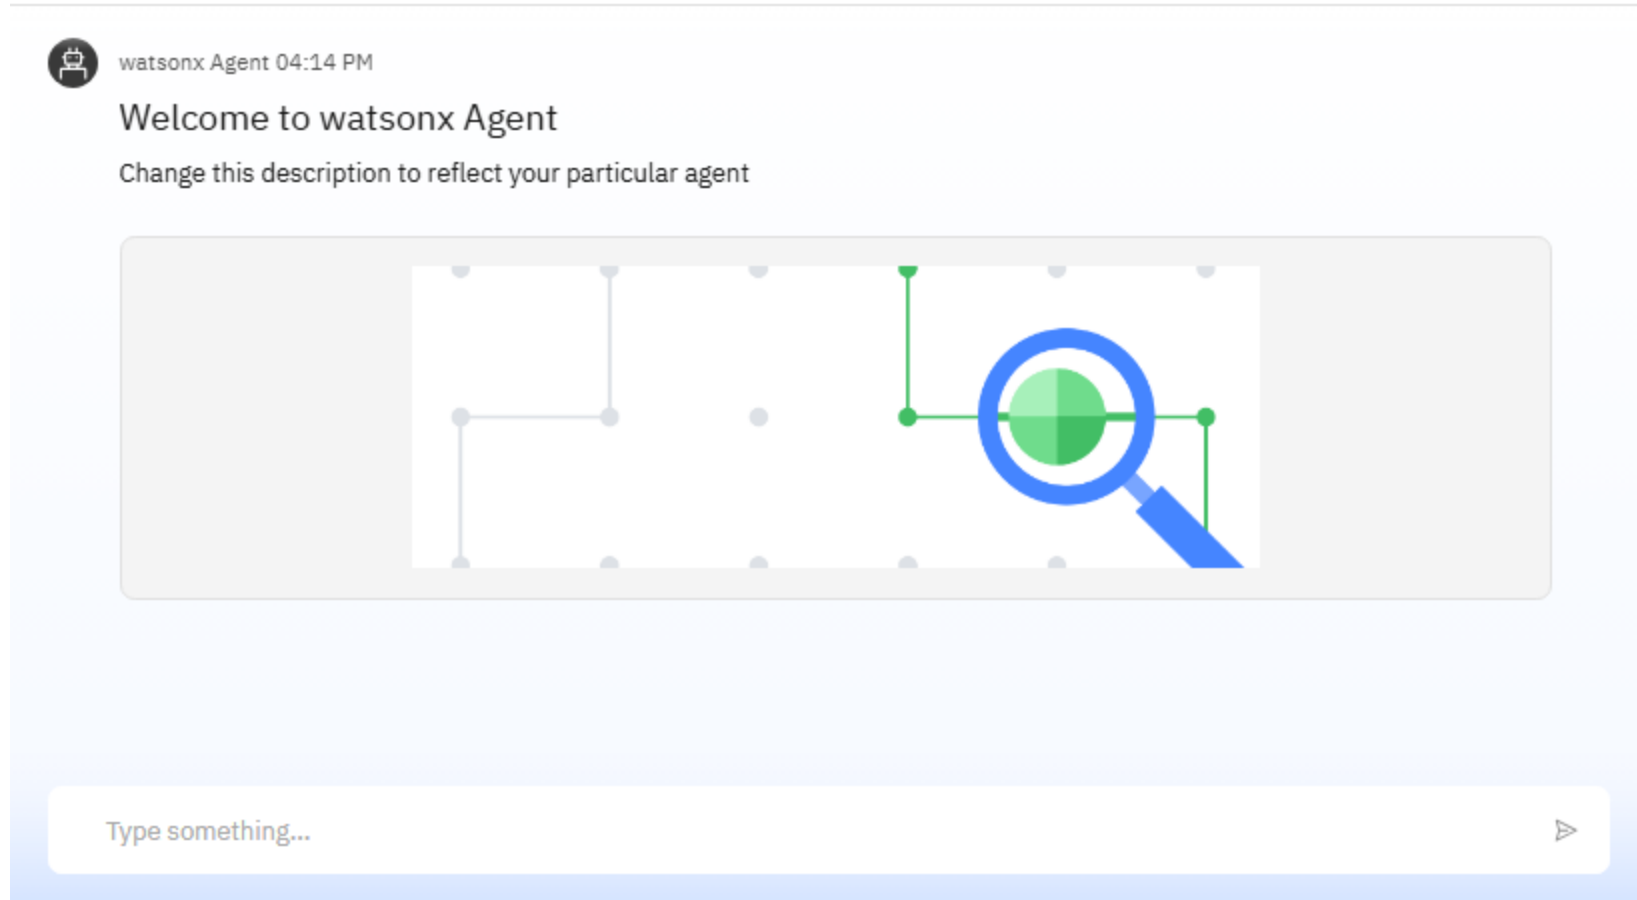 watsonx Agent 04:14 PM
Welcome to watsonx Agent
Change this description to reflect your particular agent
Type something...